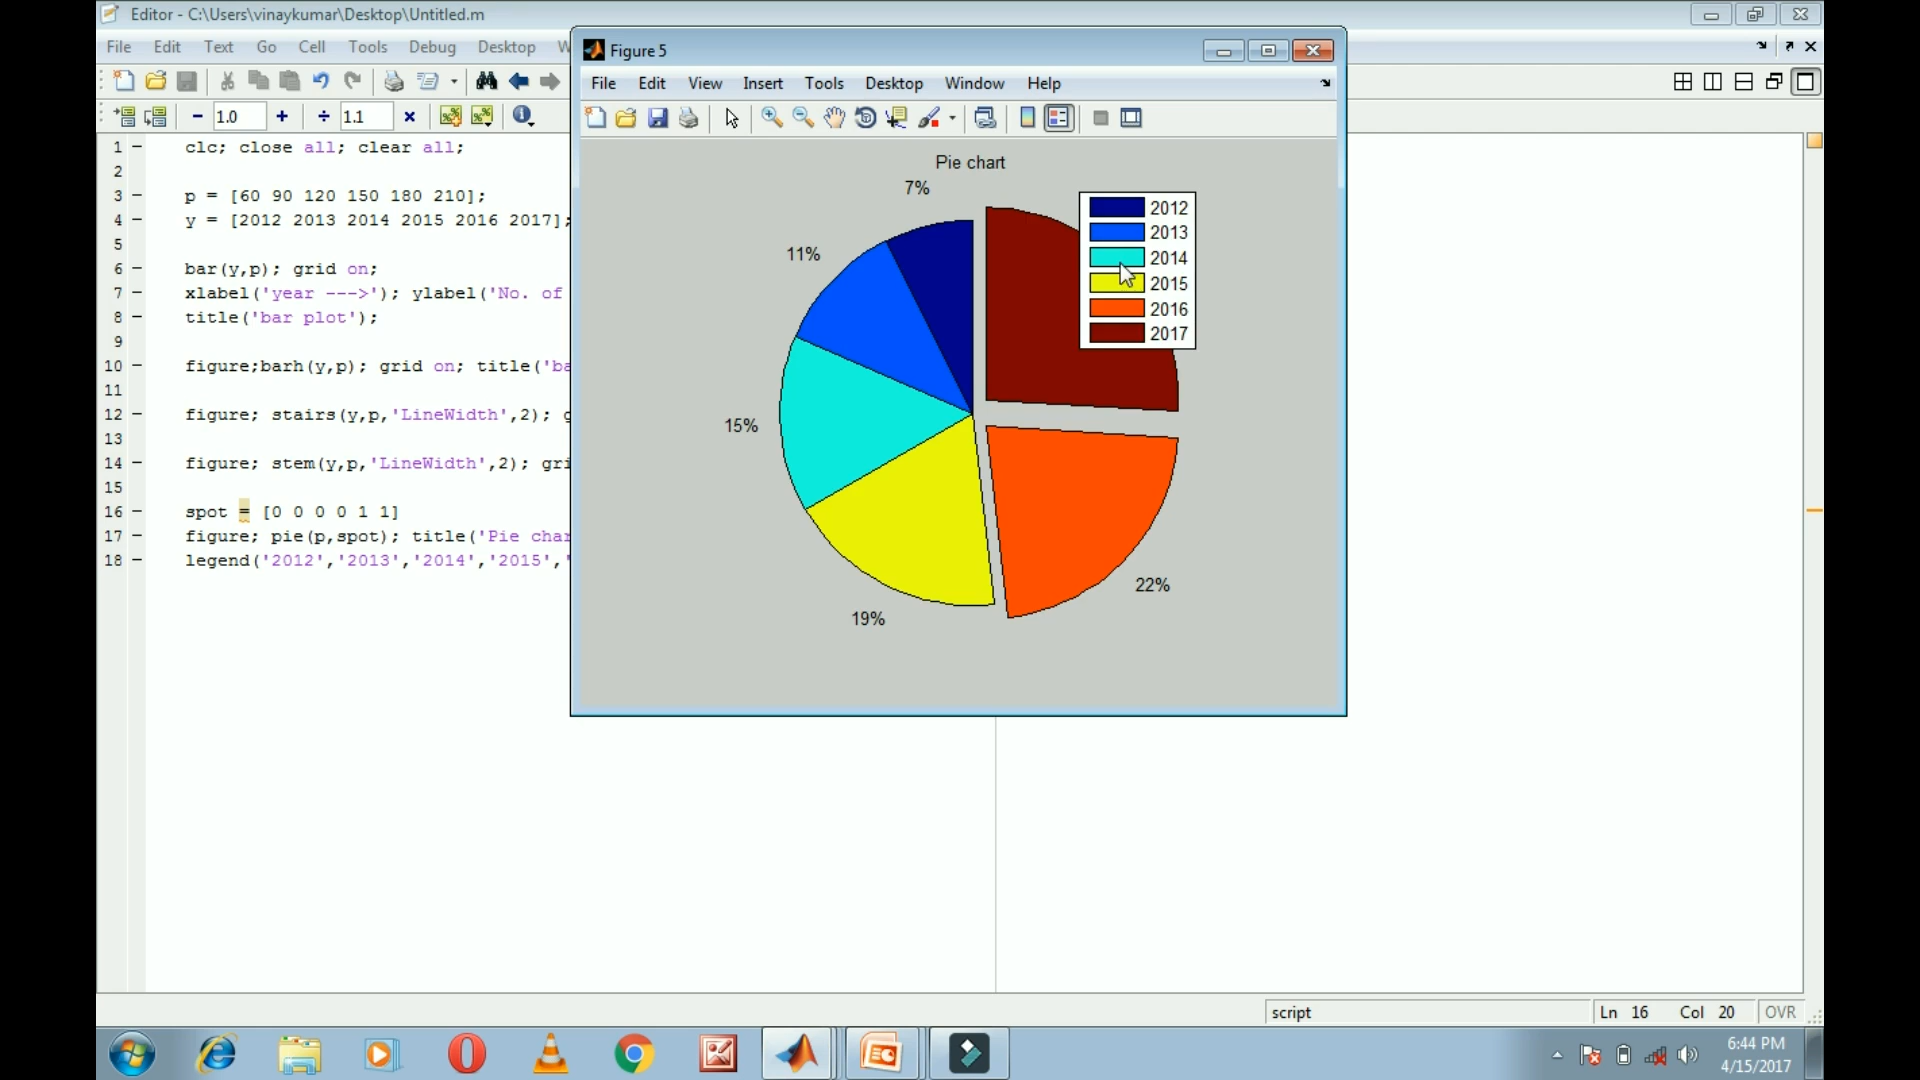 Editor - C:\Users\vinaykumar\Desktop\Untitled.m
File Edit Text Go Cell Tools Debug Desktop W
1.0
1.1
1 clc; close all; clear all;
2
3 p = [60 90 120 150 180 210];
4 y = [2012 2013 2014 2015 2016 2017];
5
6 bar(y,p); grid on;
7 xlabel('year --->'); ylabel('No. of
8 title('bar plot');
9
10 figure;barh(y,p); grid on; title('ba
11
12 figure; stairs(y,p,'LineWidth',2); g
13
14 figure; stem(y,p,'LineWidth',2); gri
15
16 spot = [0 0 0 0 1 1]
17 figure; pie(p,spot); title('Pie char
18 legend('2012','2013','2014','2015','
Figure 5
File Edit View Insert Tools Desktop Window Help
Pie chart
7%
11%
15%
19%
22%
2012
2013
2014
2015
2016
2017
script
Ln 16 Col 20 OVR
6:44 PM
4/15/2017